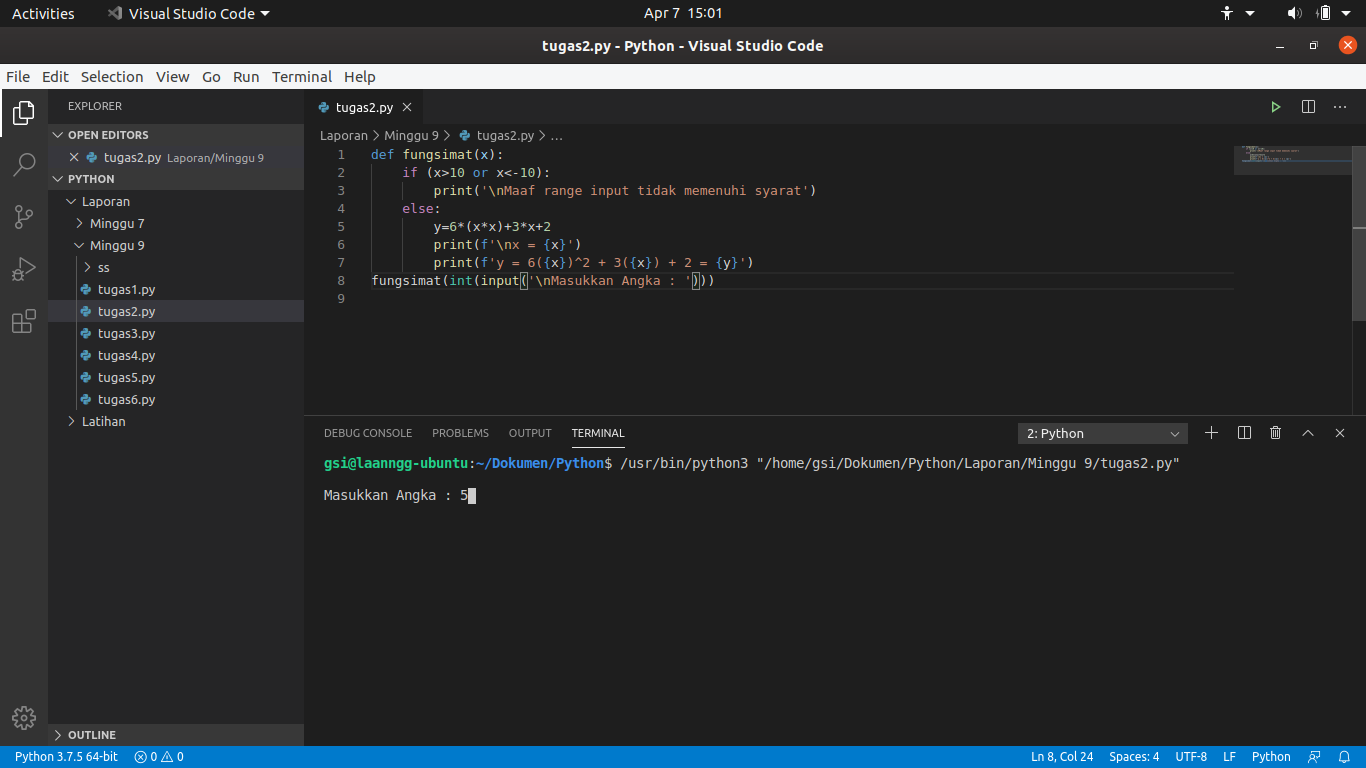 Activities Visual Studio Code Apr 7 15:01
tugas2.py - Python - Visual Studio Code
File Edit Selection View Go Run Terminal Help
EXPLORER
OPEN EDITORS
tugas2.py Laporan/Minggu 9
PYTHON
Laporan
Minggu 7
Minggu 9
ss
tugas1.py
tugas2.py
tugas3.py
tugas4.py
tugas5.py
tugas6.py
Latihan
OUTLINE
tugas2.py
Laporan > Minggu 9 > tugas2.py > ...
1 def fungsimat(x):
2     if (x>10 or x<-10):
3         print('\nMaaf range input tidak memenuhi syarat')
4     else:
5         y=6*(x*x)+3*x+2
6         print(f'\nx = {x}')
7         print(f'y = 6({x})^2 + 3({x}) + 2 = {y}')
8 fungsimat(int(input('\nMasukkan Angka : ')))
9
DEBUG CONSOLE PROBLEMS OUTPUT TERMINAL 2: Python
gsi@laanngg-ubuntu:~/Dokumen/Python$ /usr/bin/python3 "/home/gsi/Dokumen/Python/Laporan/Minggu 9/tugas2.py"
Masukkan Angka : 5
Python 3.7.5 64-bit 0 0 Ln 8, Col 24 Spaces: 4 UTF-8 LF Python